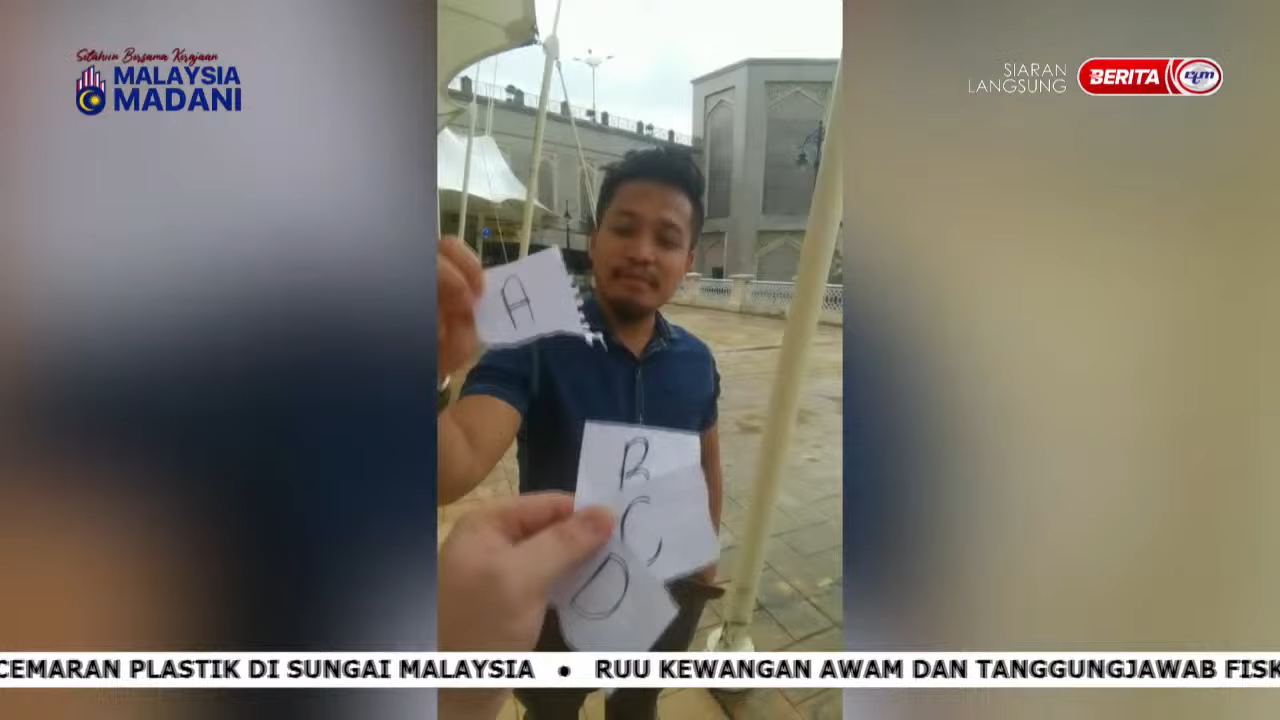 Setahun Bersama Kerajaan
MALAYSIA
MADANI
SIARAN
LANGSUNG
BERITA rtm
A
B
C
D
CEMARAN PLASTIK DI SUNGAI MALAYSIA • RUU KEWANGAN AWAM DAN TANGGUNGJAWAB FISK